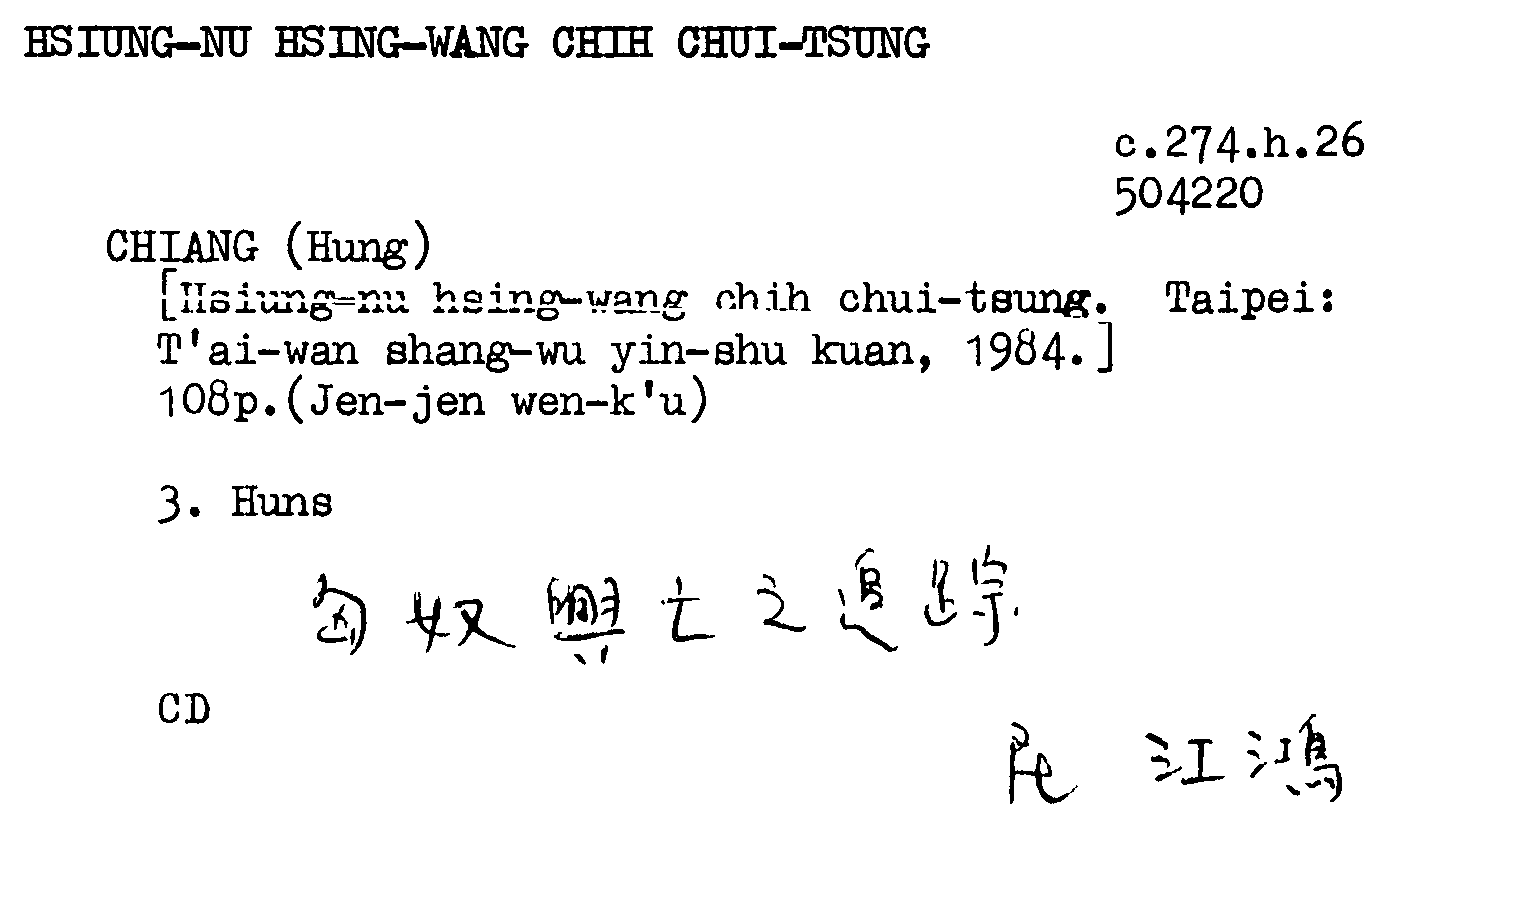 HSIUNG-NU HSING-WANG CHIH CHUI-TSUNG
c.274.h.26
504220
CHIANG (Hung)
[Hsiung-nu hsing-wang chih chui-tsung. Taipei:
T'ai-wan shang-wu yin-shu kuan, 1984.]
108p.(Jen-jen wen-k'u)
3. Huns
匈奴興亡之追踪
CD
江鴻